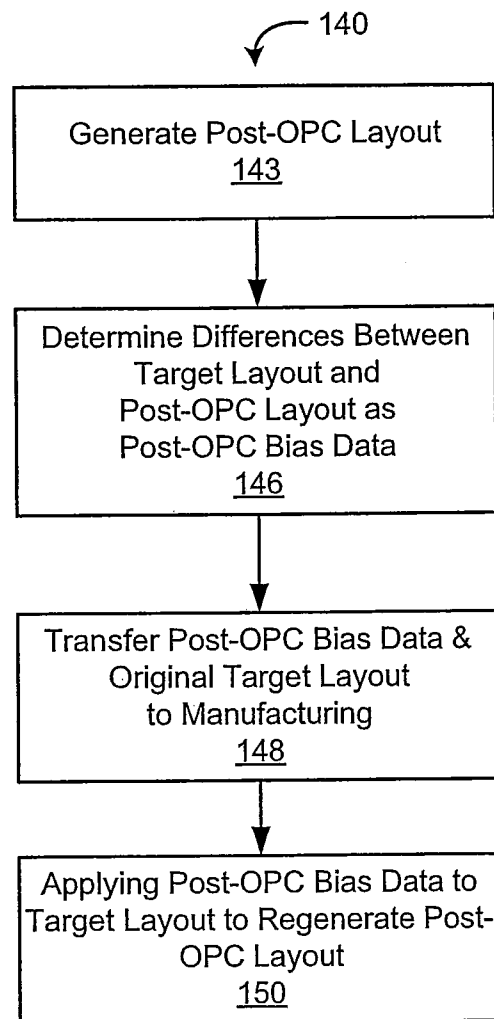 140
Generate Post-OPC Layout
143
Determine Differences Between
Target Layout and
Post-OPC Layout as
Post-OPC Bias Data
146
Transfer Post-OPC Bias Data &
Original Target Layout
to Manufacturing
148
Applying Post-OPC Bias Data to
Target Layout to Regenerate Post-
OPC Layout
150